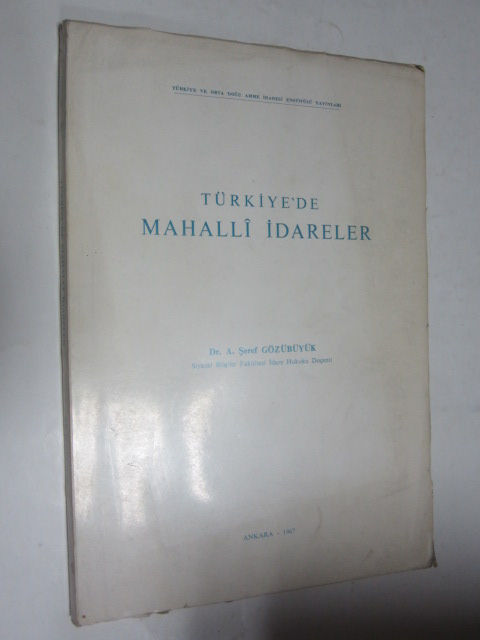 TÜRKİYE VE ORTA DOĞU AMME İDARESİ ENSTİTÜSÜ YAYINLARI
TÜRKİYE'DE
MAHALLÎ İDARELER
Dr. A. Şeref GÖZÜBÜYÜK
Siyasal Bilgiler Fakültesi İdare Hukuku Doçenti
ANKARA - 1967